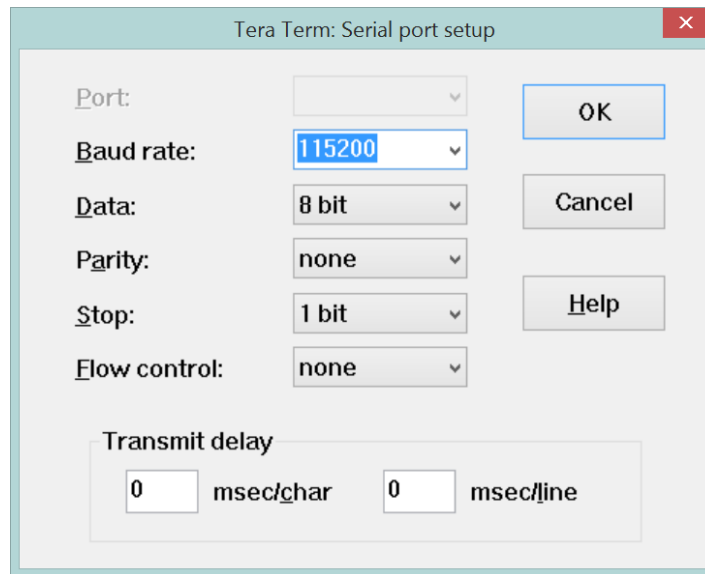 Tera Term: Serial port setup
Port:
OK
Baud rate: 115200
Data: 8 bit
Cancel
Parity: none
Stop: 1 bit
Help
Flow control: none
Transmit delay
0 msec/char 0 msec/line